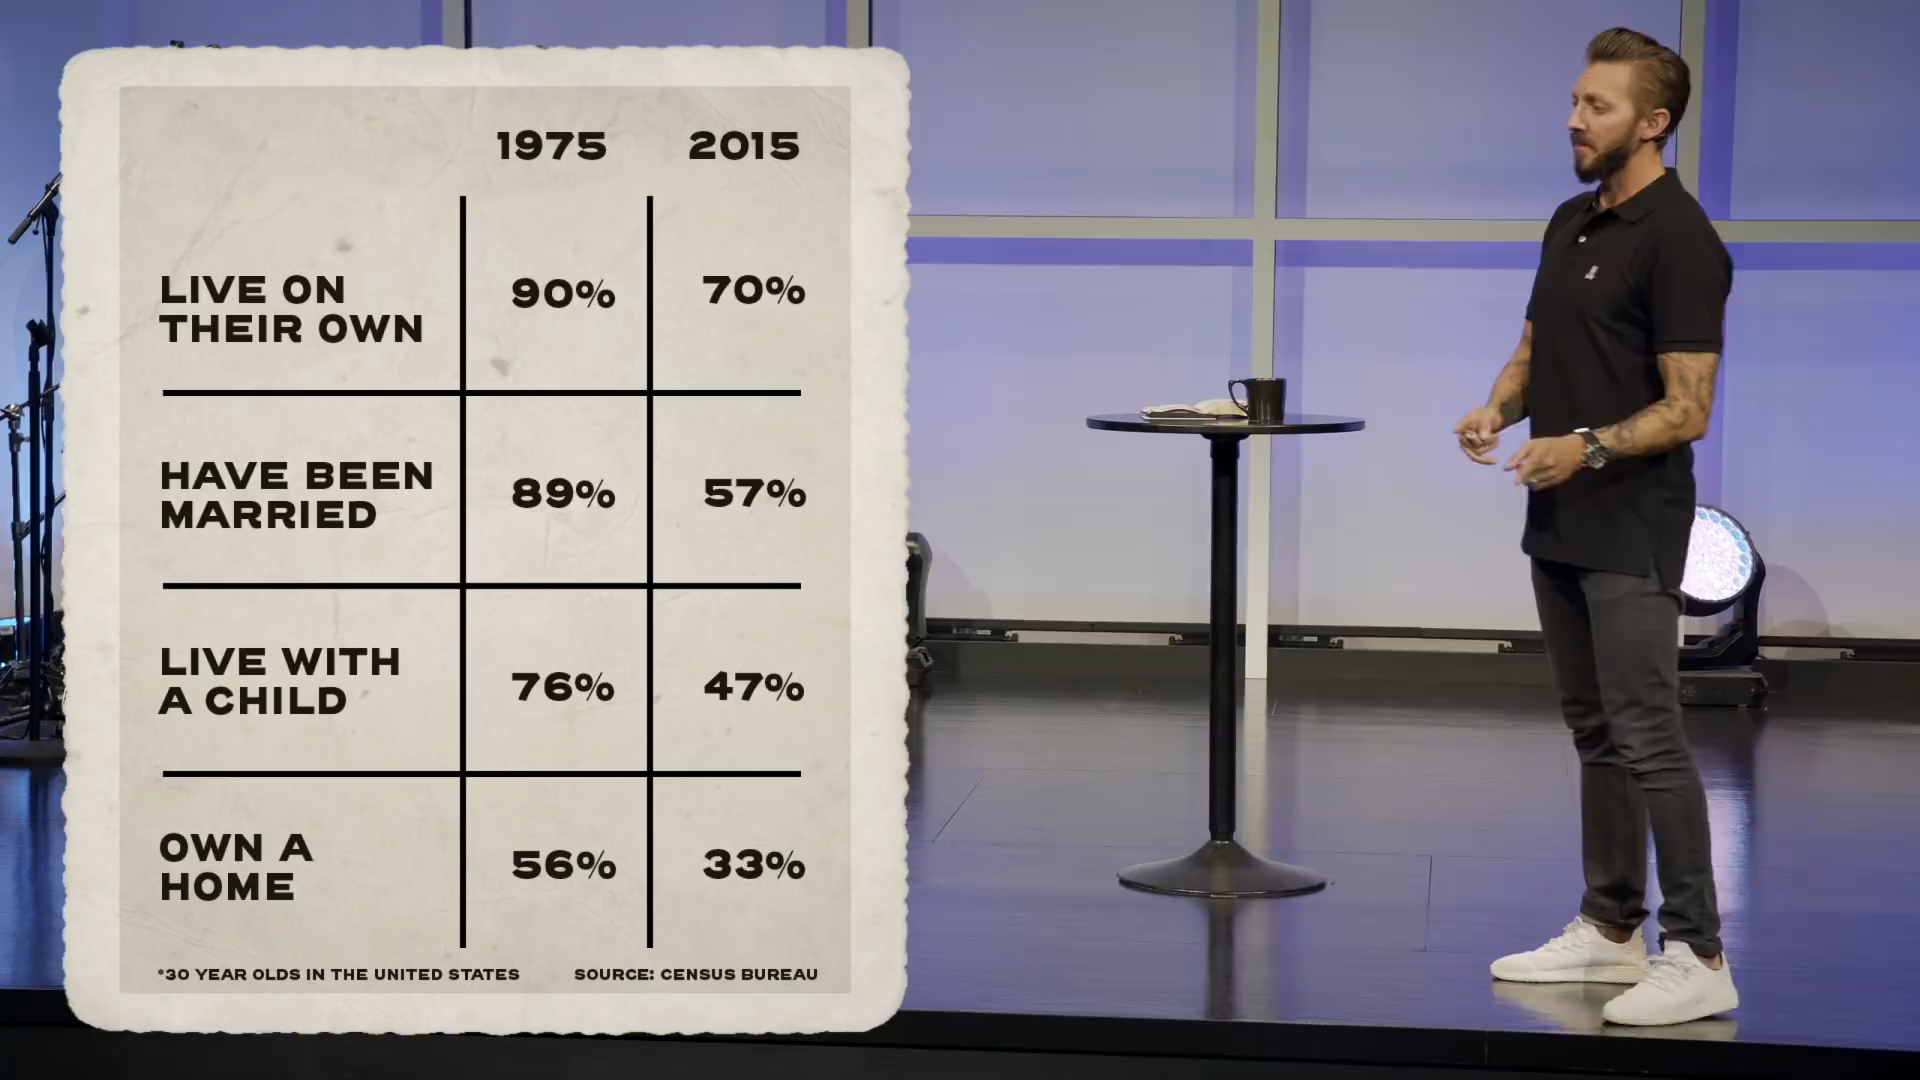 1975 2015
LIVE ON
THEIR OWN
90% 70%
HAVE BEEN
MARRIED
89% 57%
LIVE WITH
A CHILD
76% 47%
OWN A
HOME
56% 33%
*30 YEAR OLDS IN THE UNITED STATES SOURCE: CENSUS BUREAU